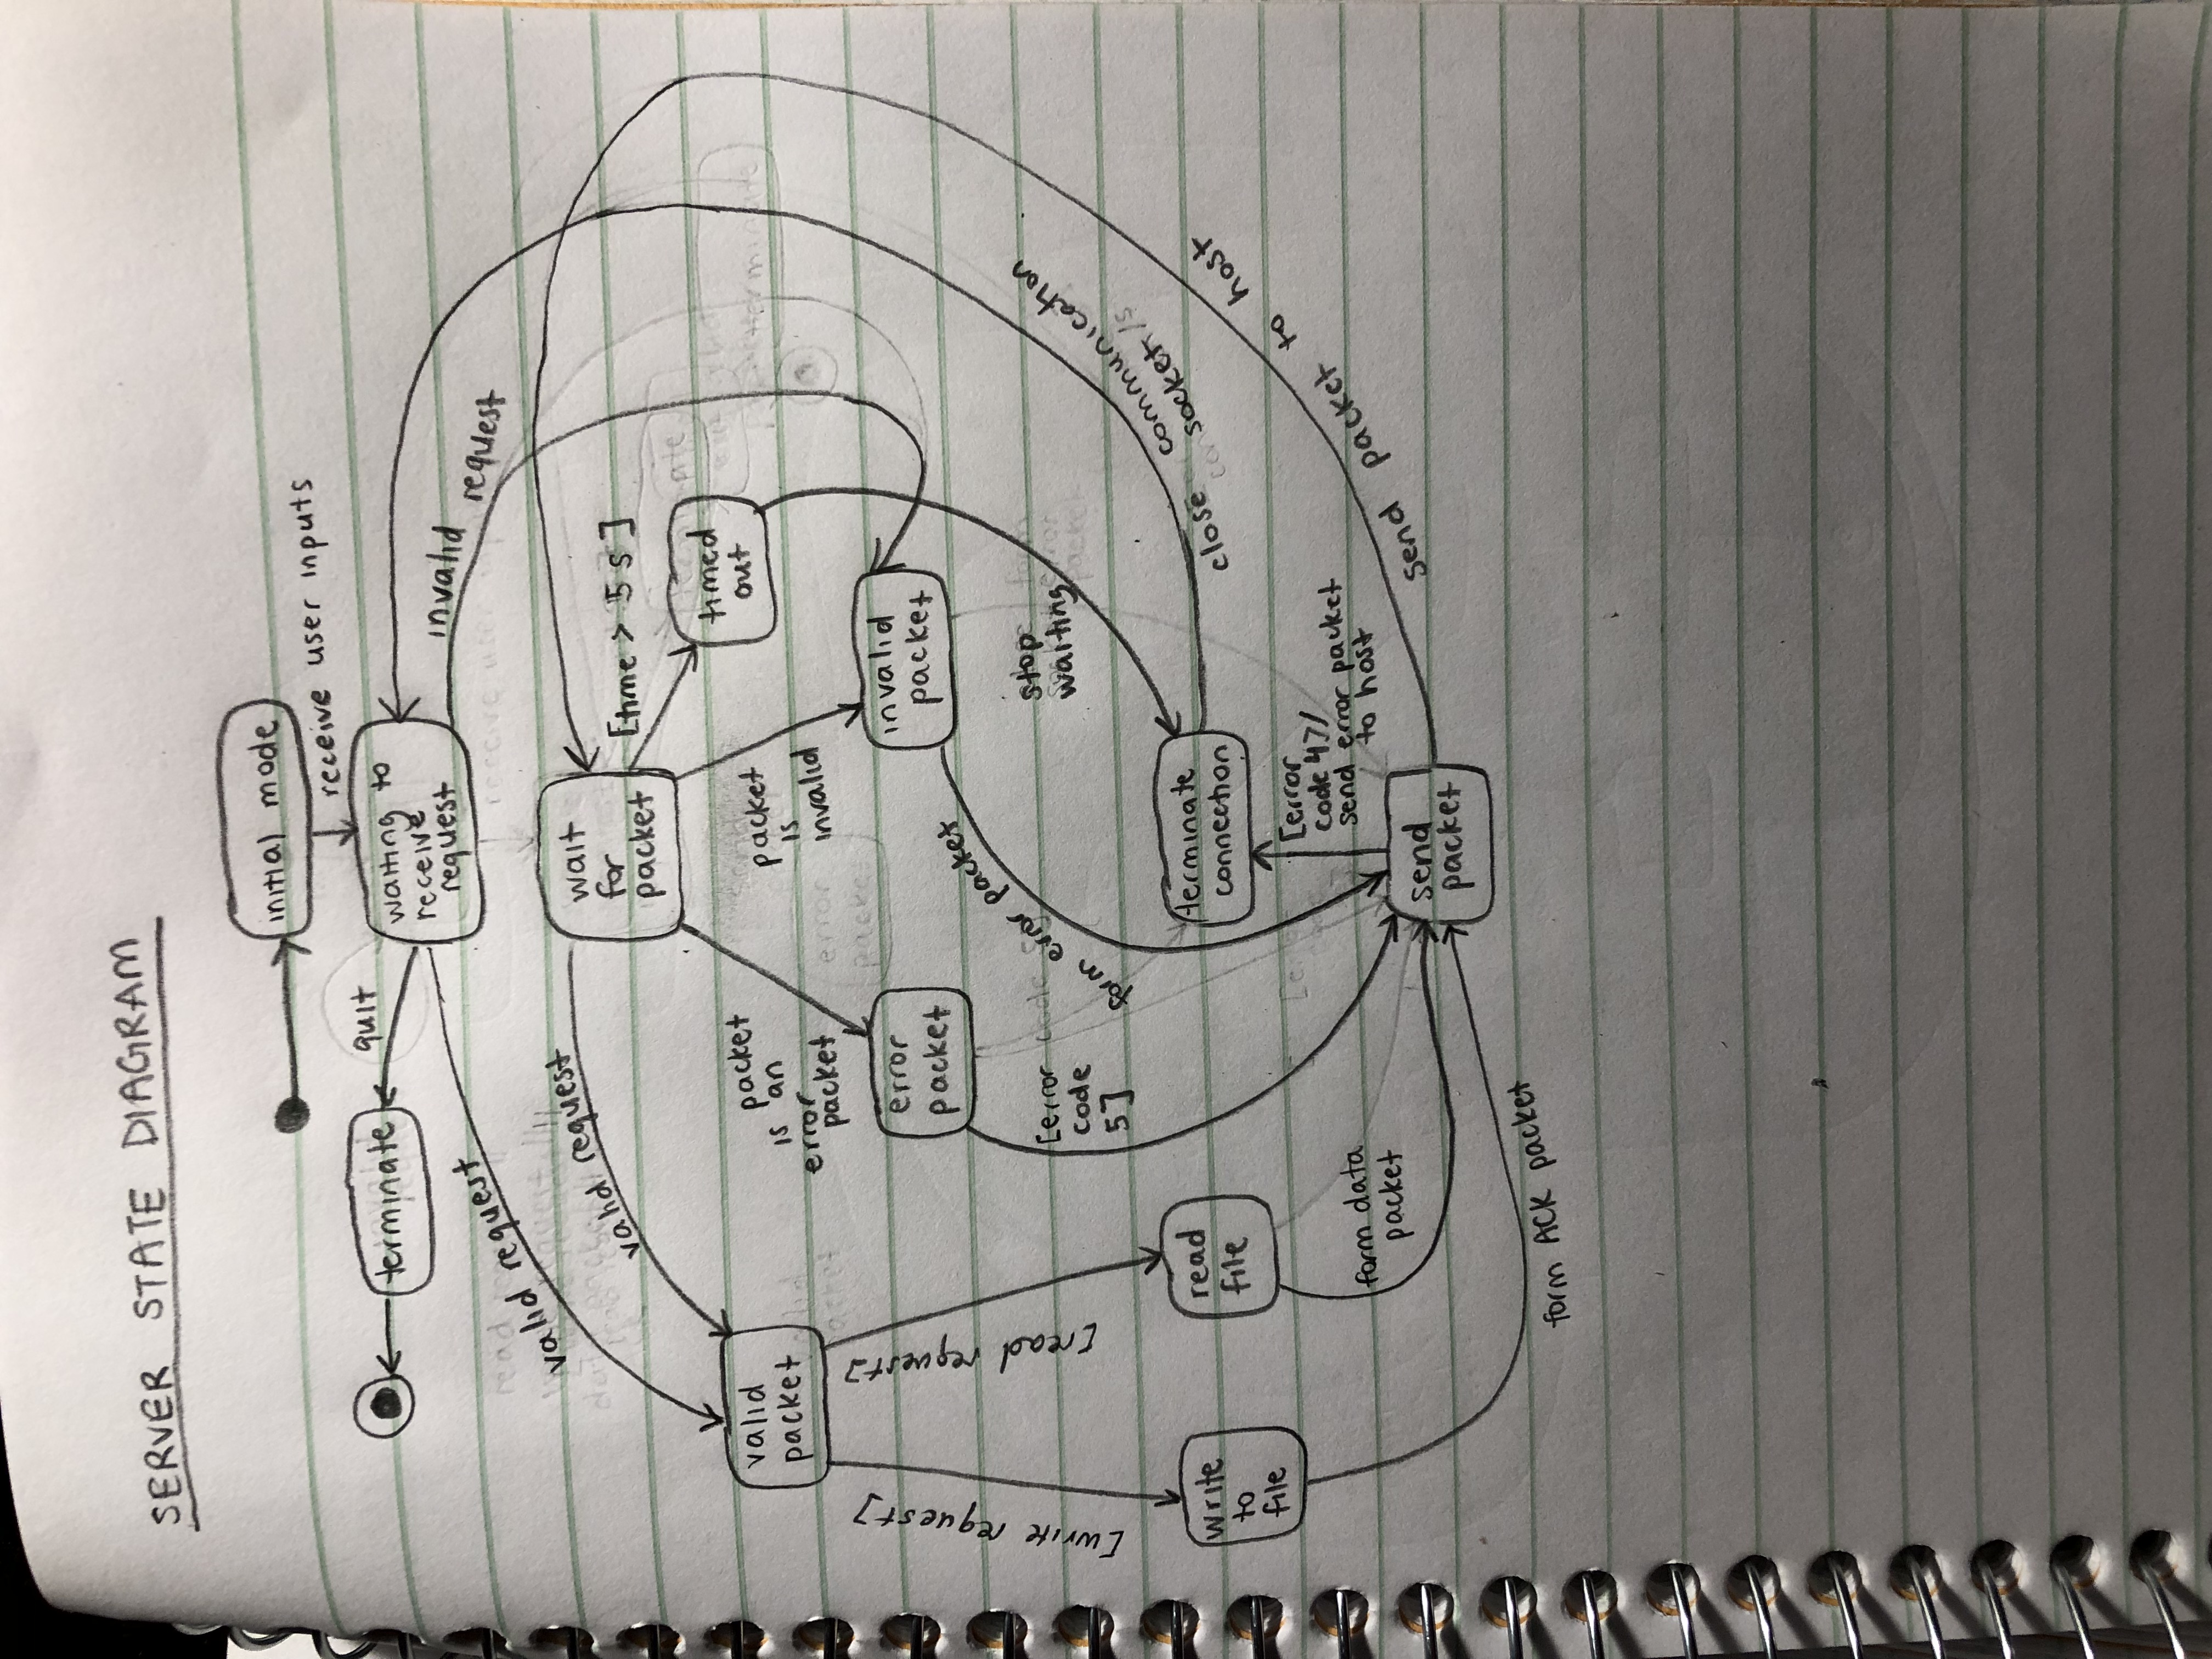 SERVER STATE DIAGRAM
initial mode
receive user inputs
quit
terminate
waiting to
receive
request
invalid request
valid request
valid request
wait
for
packet
[time > 5 s]
timed
out
valid
packet
packet
is an
error
packet
packet
is
invalid
error
packet
invalid
packet
[write request]
[read request]
[error
code
5]
form error packet
stop
waiting
write
to
file
read
file
terminate
connection
close communication
socket/s
[error
code 4]/
send error packet
to host
form data
packet
send
packet
send packet to host
form ACK packet